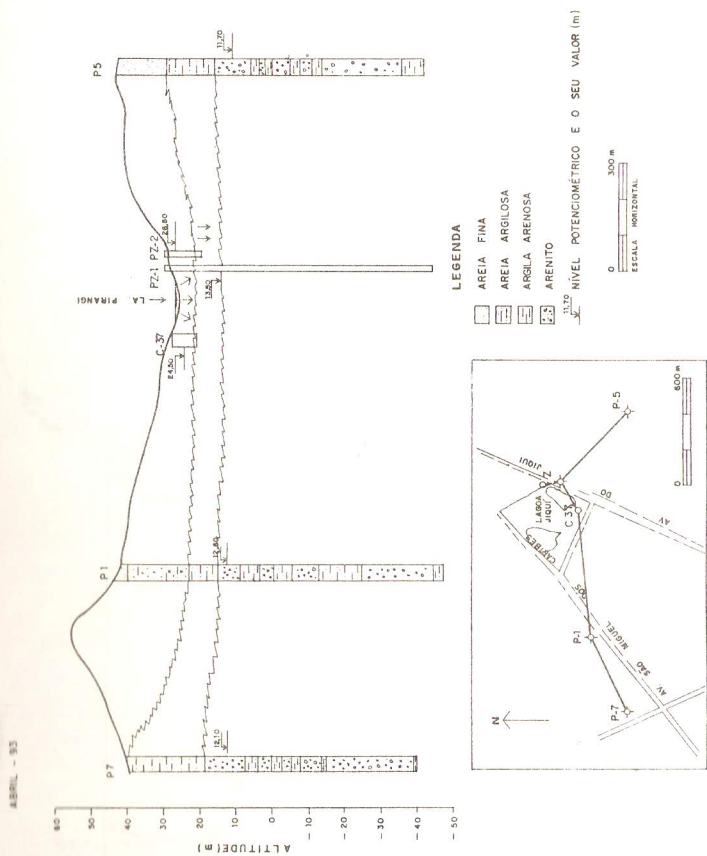 ABRIL - 93
ALTITUDE (m)
60
50
40
30
20
10
0
- 10
- 20
- 30
- 40
- 50
P7
12,10
P1
12,80
C-37
24,50
LA. PIRANGI
PZ-1
PZ-2
13,80
26,80
P5
11,70
LEGENDA
AREIA FINA
AREIA ARGILOSA
ARGILA ARENOSA
ARENITO
11,70
NÍVEL POTENCIOMÉTRICO E O SEU VALOR (m)
0
300 m
ESCALA HORIZONTAL
N
P-7
P-1
AV. SÃO MIGUEL DOS CARIBES
LAGOA JIQUI
C 37
PZ
AV. DO JIQUI
P-5
0
600 m